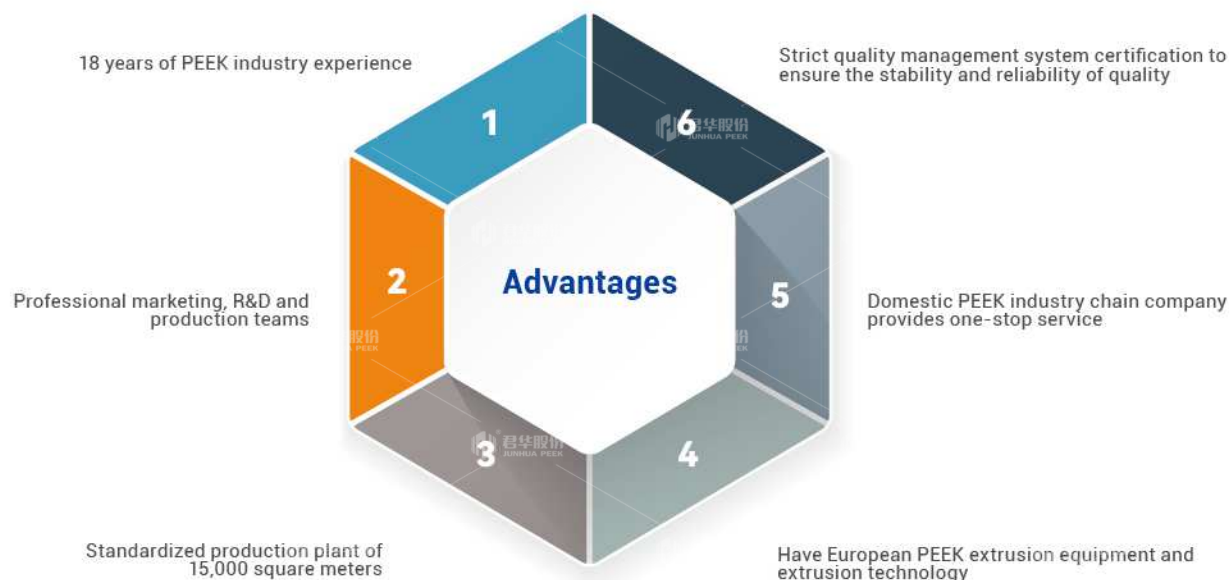 18 years of PEEK industry experience
1
Strict quality management system certification to
ensure the stability and reliability of quality
6
君华股份
JUNHUA PEEK
Professional marketing, R&D and
production teams
2
Advantages
5
Domestic PEEK industry chain company
provides one-stop service
股份
PEEK
3
君华股份
JUNHUA PEEK
4
Standardized production plant of
15,000 square meters
Have European PEEK extrusion equipment and
extrusion technology